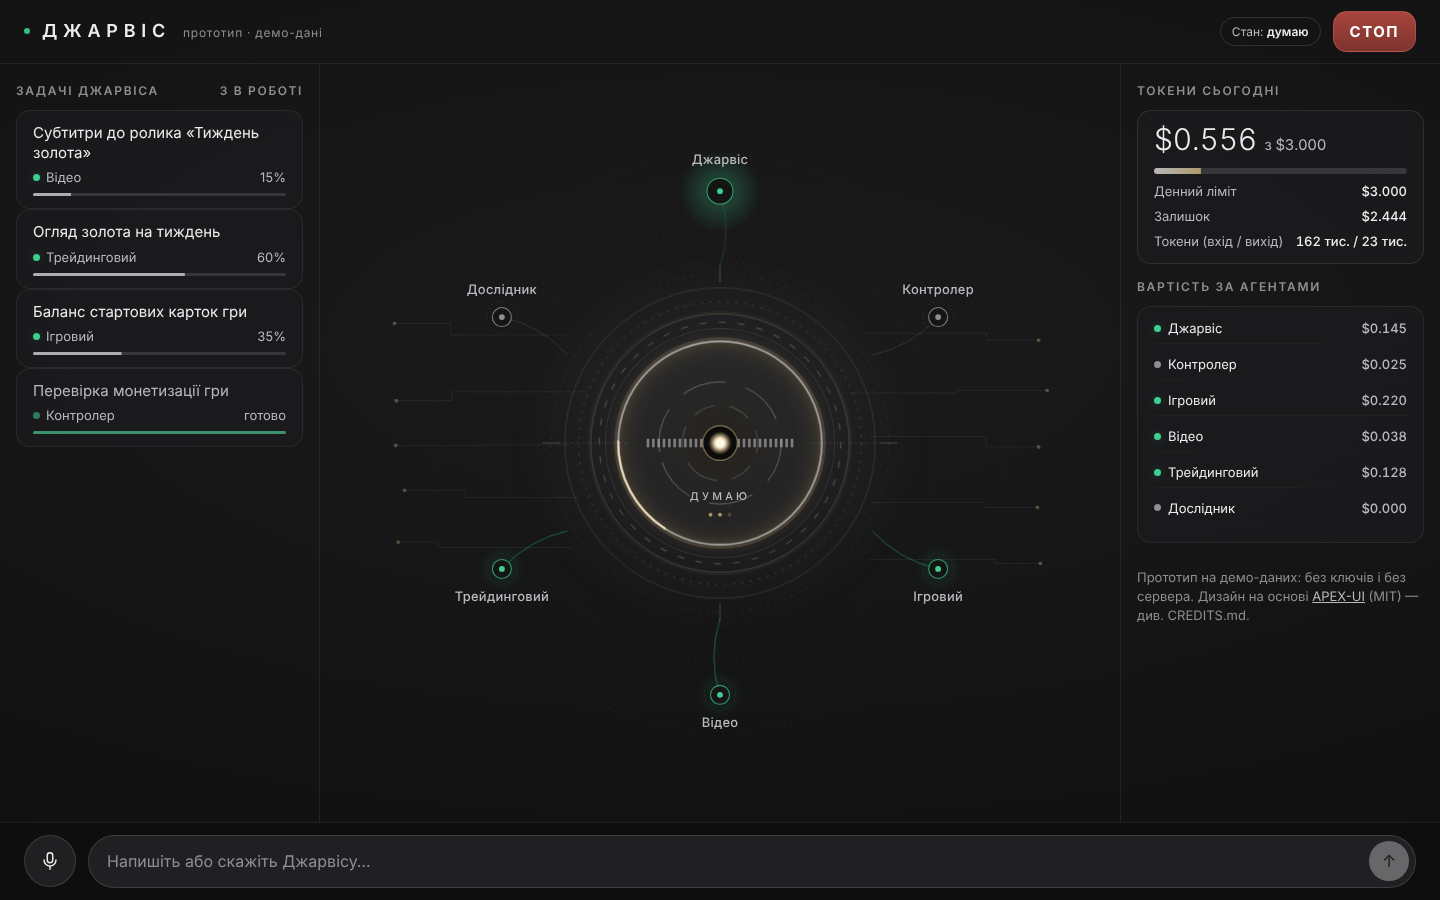 ДЖАРВІС
прототип · демо-дані
Стан: думаю
СТОП
ЗАДАЧІ ДЖАРВІСА
3 В РОБОТІ
Субтитри до ролика «Тиждень
золота»
Відео
15%
Огляд золота на тиждень
Трейдинговий
60%
Баланс стартових карток гри
Ігровий
35%
Перевірка монетизації гри
Контролер
готово
Джарвіс
Дослідник
Контролер
ДУМАЮ
Трейдинговий
Ігровий
Відео
ТОКЕНИ СЬОГОДНІ
$0.556 з $3.000
Денний ліміт
$3.000
Залишок
$2.444
Токени (вхід / вихід)
162 тис. / 23 тис.
ВАРТІСТЬ ЗА АГЕНТАМИ
Джарвіс
$0.145
Контролер
$0.025
Ігровий
$0.220
Відео
$0.038
Трейдинговий
$0.128
Дослідник
$0.000
Прототип на демо-даних: без ключів і без
сервера. Дизайн на основі APEX-UI (MIT) —
див. CREDITS.md.
Напишіть або скажіть Джарвісу...